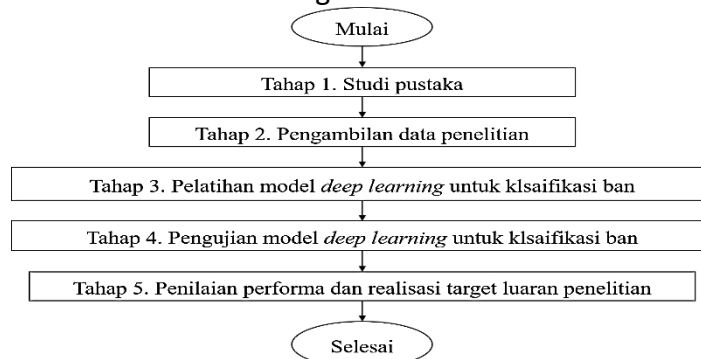 Mulai
Tahap 1. Studi pustaka
Tahap 2. Pengambilan data penelitian
Tahap 3. Pelatihan model deep learning untuk klsaifikasi ban
Tahap 4. Pengujian model deep learning untuk klsaifikasi ban
Tahap 5. Penilaian performa dan realisasi target luaran penelitian
Selesai